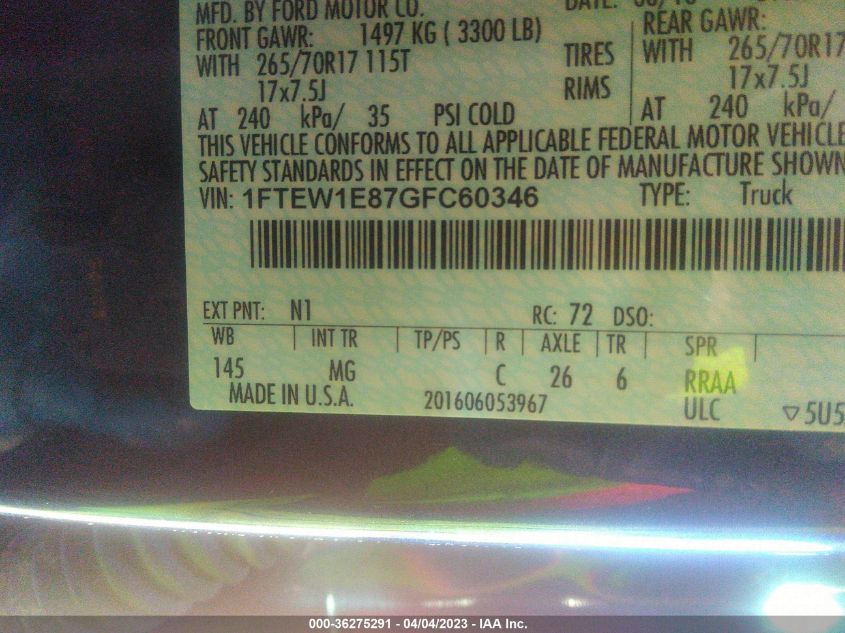 MFD. BY FORD MOTOR CO.
DATE:
FRONT GAWR: 1497 KG ( 3300 LB)
REAR GAWR:
WITH 265/70R17 115T TIRES WITH 265/70R17
17x7.5J RIMS 17x7.5J
AT 240 kPa/ 35 PSI COLD AT 240 kPa/
THIS VEHICLE CONFORMS TO ALL APPLICABLE FEDERAL MOTOR VEHICLE
SAFETY STANDARDS IN EFFECT ON THE DATE OF MANUFACTURE SHOWN
VIN: 1FTEW1E87GFC60346 TYPE: Truck
EXT PNT: N1 RC: 72 DSO:
WB INT TR TP/PS R AXLE TR SPR
145 MG C 26 6 RRAA
MADE IN U.S.A. 201606053967 ULC ▽5U5
000-36275291 - 04/04/2023 - IAA Inc.